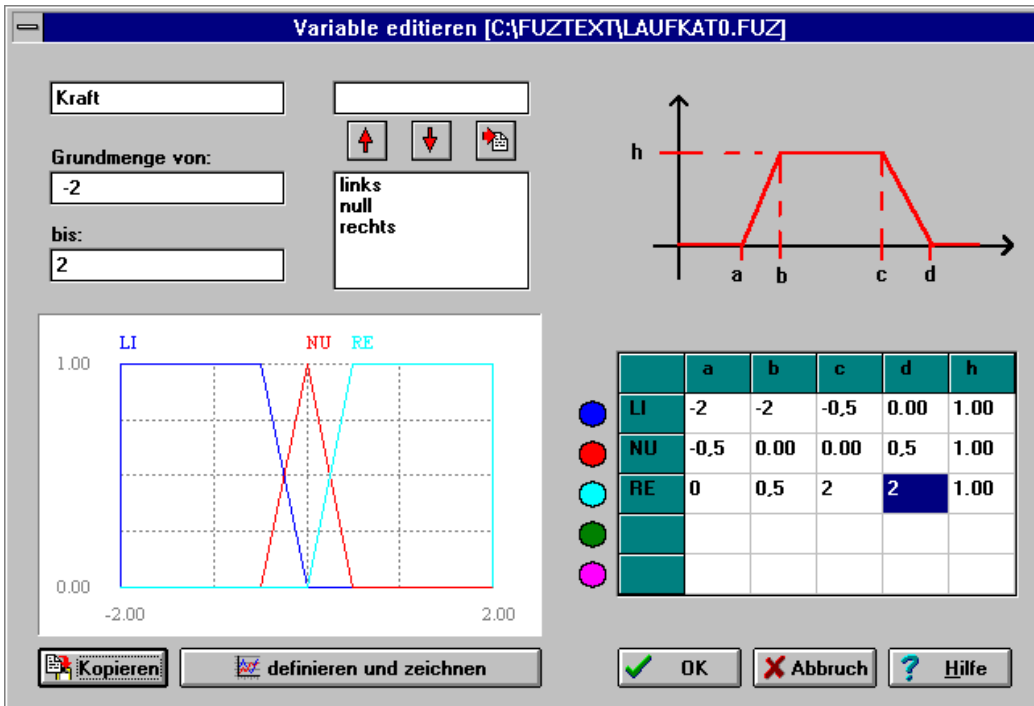 Variable editieren [C:\FUZTEXT\LAUFKAT0.FUZ]
Kraft
Grundmenge von:
-2
bis:
2
links
null
rechts
h
a b c d
LI NU RE
1.00
0.00
-2.00 2.00
a b c d h
LI -2 -2 -0,5 0.00 1.00
NU -0,5 0.00 0.00 0,5 1.00
RE 0 0,5 2 2 1.00
Kopieren definieren und zeichnen OK Abbruch Hilfe